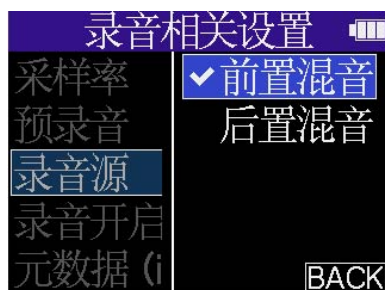 录音相关设置
采样率
预录音
录音源
录音开启
元数据 (i
✔前置混音
后置混音
BACK